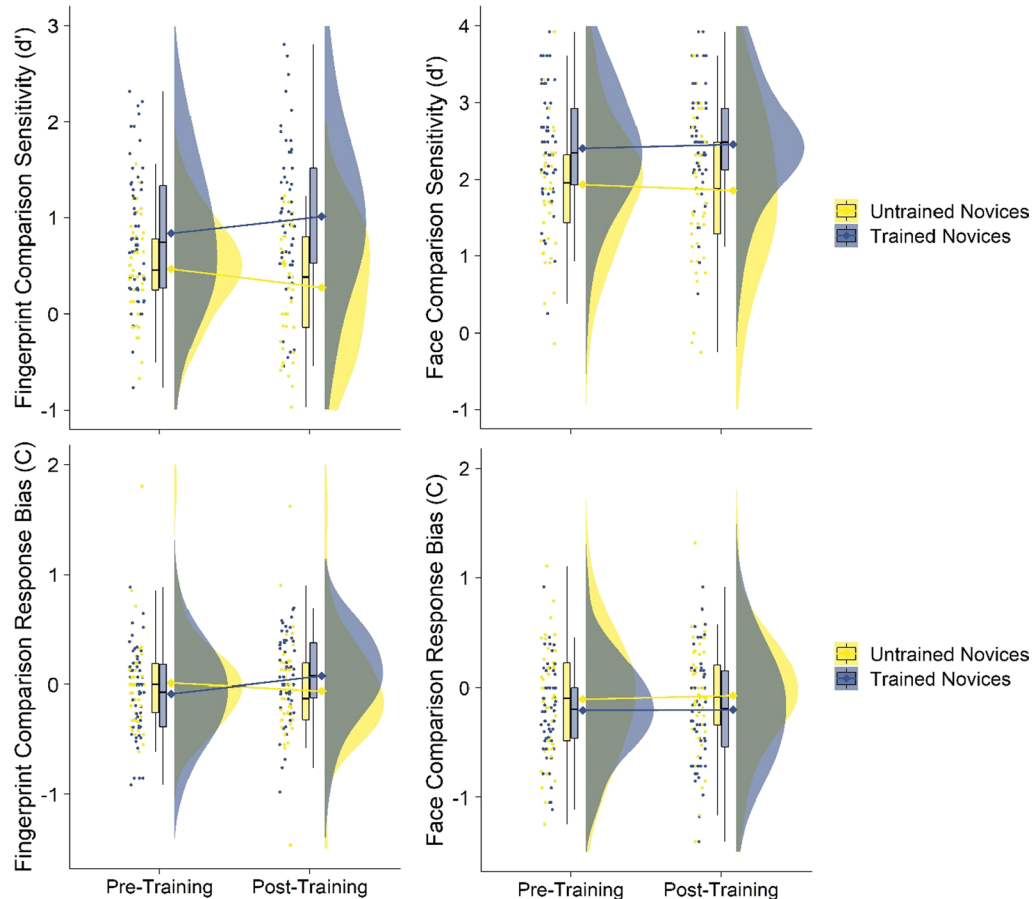 Fingerprint Comparison Sensitivity (d')
3
2
1
0
-1
Face Comparison Sensitivity (d')
4
3
2
1
0
-1
Untrained Novices
Trained Novices
Fingerprint Comparison Response Bias (C)
2
1
0
-1
Pre-Training
Post-Training
Face Comparison Response Bias (C)
2
1
-0
-1
Pre-Training
Post-Training
Untrained Novices
Trained Novices